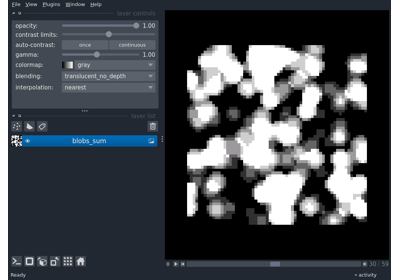 File View Plugins Window Help
layer controls
opacity: 1.00
contrast limits:
auto-contrast: once continuous
gamma: 1.00
colormap: gray
blending: translucent_no_depth
interpolation: nearest
layer list
blobs_sum
30 59
Ready
activity